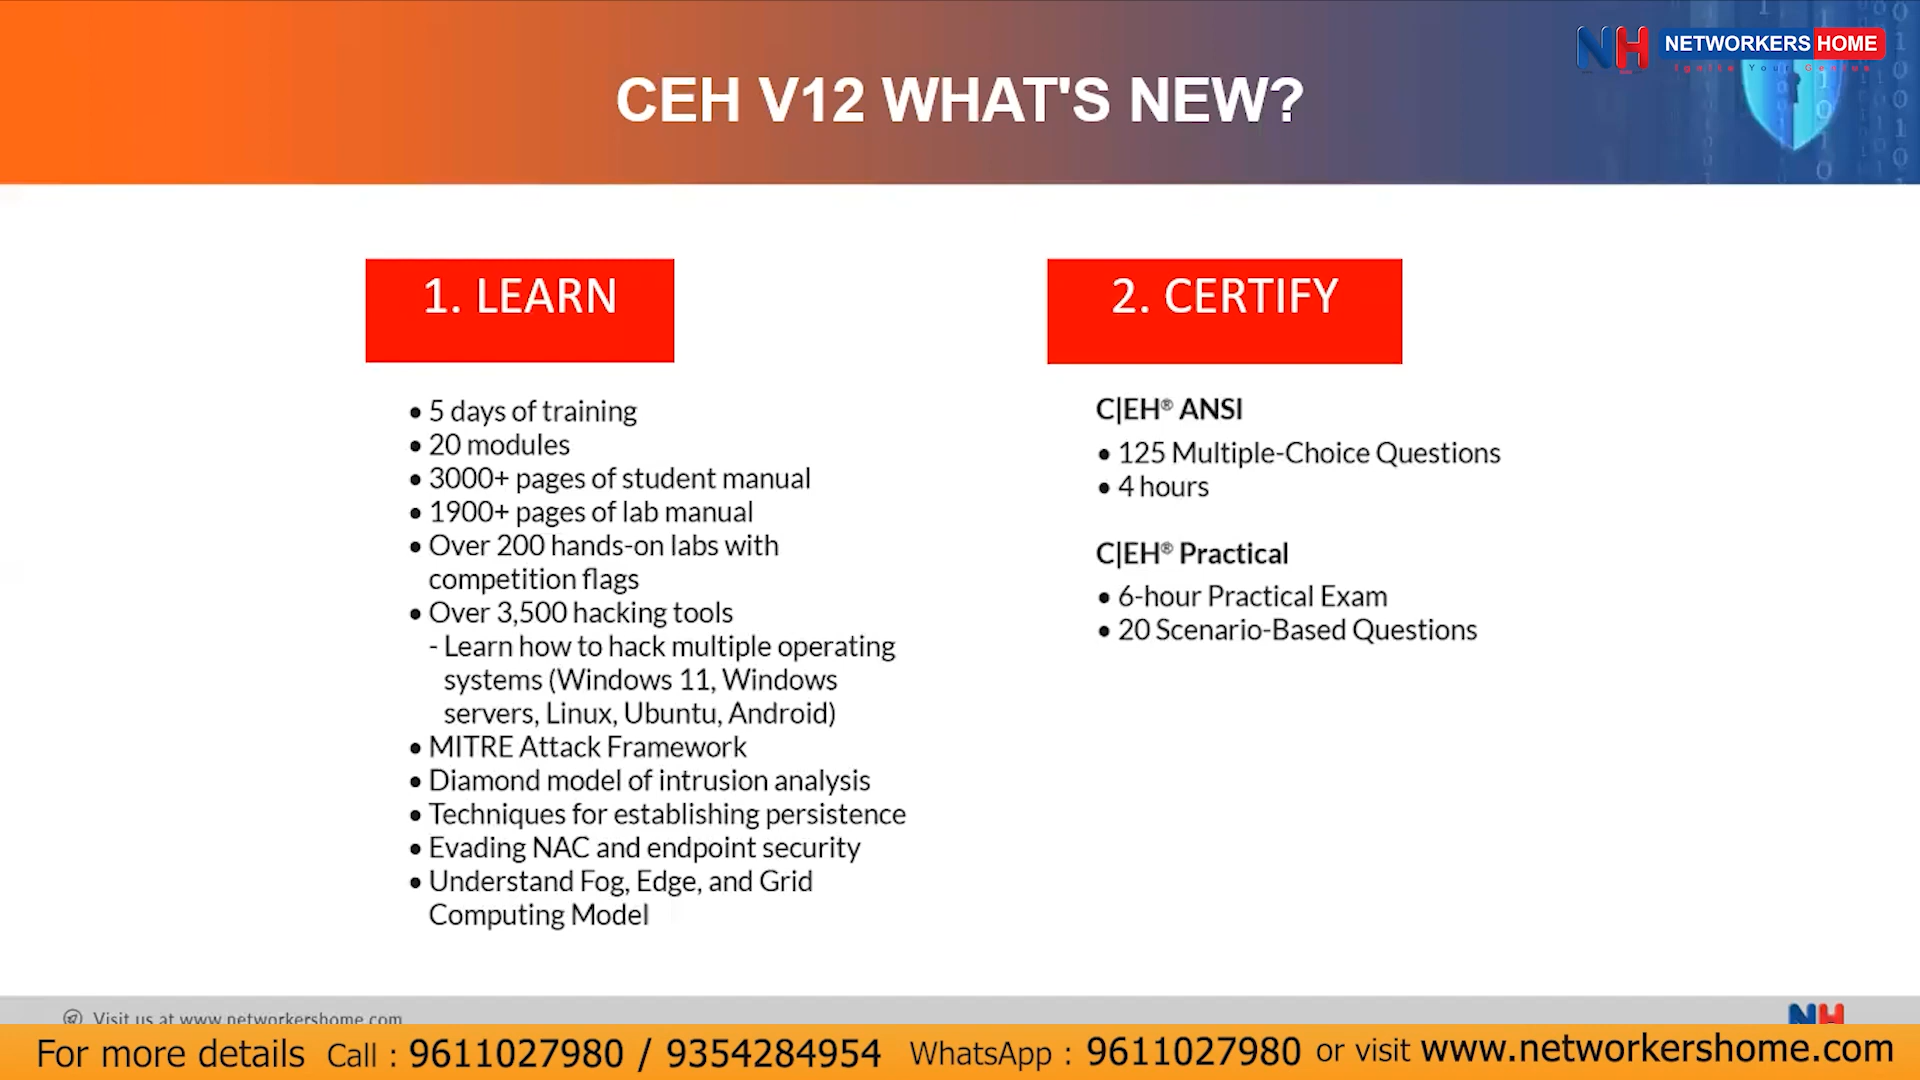 NH NETWORKERS HOME
Ignite Your Genius
CEH V12 WHAT'S NEW?
1. LEARN
• 5 days of training
• 20 modules
• 3000+ pages of student manual
• 1900+ pages of lab manual
• Over 200 hands-on labs with
competition flags
• Over 3,500 hacking tools
- Learn how to hack multiple operating
systems (Windows 11, Windows
servers, Linux, Ubuntu, Android)
• MITRE Attack Framework
• Diamond model of intrusion analysis
• Techniques for establishing persistence
• Evading NAC and endpoint security
• Understand Fog, Edge, and Grid
Computing Model
2. CERTIFY
C|EH® ANSI
• 125 Multiple-Choice Questions
• 4 hours
C|EH® Practical
• 6-hour Practical Exam
• 20 Scenario-Based Questions
Visit us at www.networkershome.com
NH
For more details Call : 9611027980 / 9354284954 WhatsApp : 9611027980 or visit www.networkershome.com